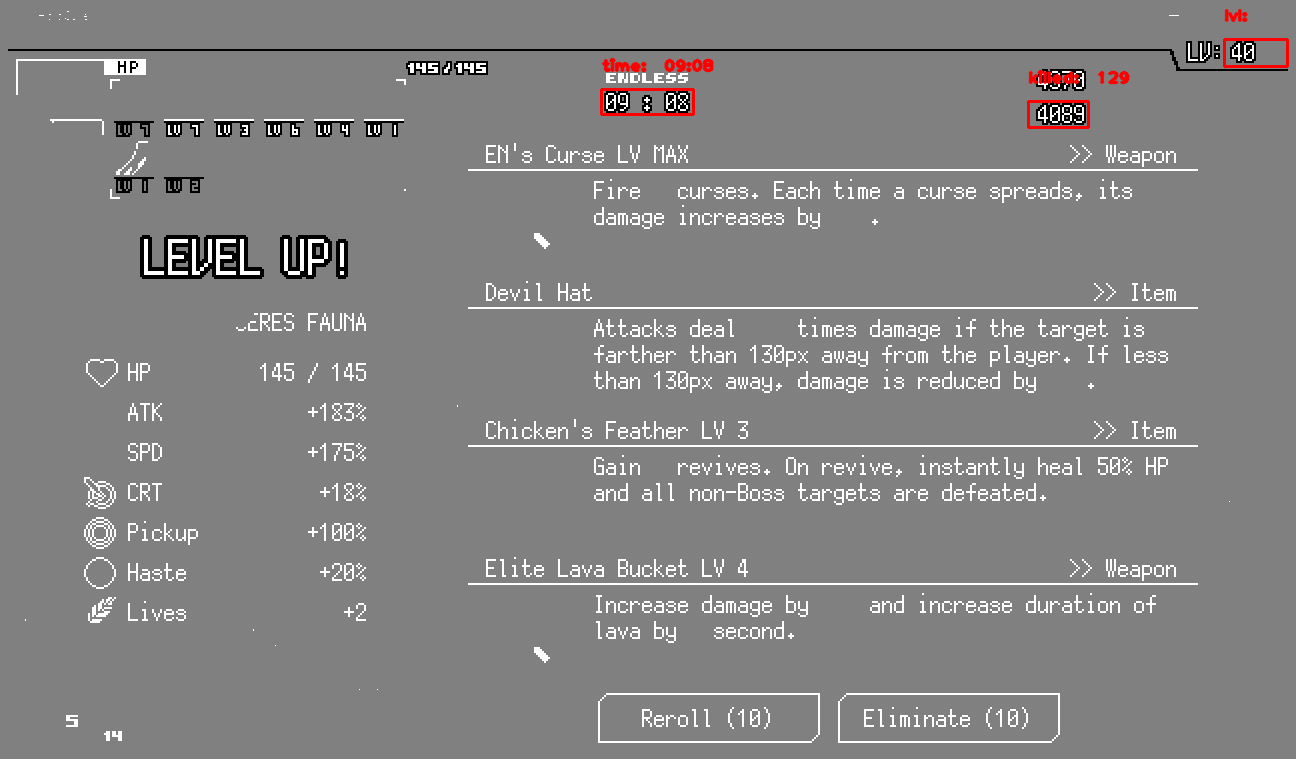 lvl:
LV: 40
HP 145/145
time: 09:08
ENDLESS
09 : 08
killed: 129
4070
4089
LV 7 LV 7 LV 3 LV 6 LV 4 LV 1
LV 1 LV 2
LEVEL UP!
CERES FAUNA
HP 145 / 145
ATK +183%
SPD +175%
CRT +18%
Pickup +100%
Haste +20%
Lives +2
EN's Curse LV MAX >> Weapon
Fire curses. Each time a curse spreads, its
damage increases by .
Devil Hat >> Item
Attacks deal times damage if the target is
farther than 130px away from the player. If less
than 130px away, damage is reduced by .
Chicken's Feather LV 3 >> Item
Gain revives. On revive, instantly heal 50% HP
and all non-Boss targets are defeated.
Elite Lava Bucket LV 4 >> Weapon
Increase damage by and increase duration of
lava by second.
Reroll (10) Eliminate (10)
5
14